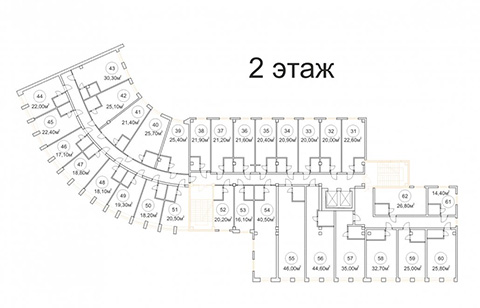 2 этаж
43
30,30м²
44
22,00м²
42
25,10м²
45
22,40м²
41
21,40м²
40
25,70м²
39
25,40м²
38
21,90м²
37
21,20м²
36
21,60м²
35
20,40м²
34
20,90м²
33
20,00м²
32
20,00м²
31
22,60м²
46
17,10м²
47
18,80м²
48
18,10м²
49
19,30м²
50
18,20м²
51
20,50м²
52
20,20м²
53
16,10м²
54
40,50м²
62
26,80м²
14,40м²
61
55
46,00м²
56
44,60м²
57
35,00м²
58
32,70м²
59
25,00м²
60
25,80м²